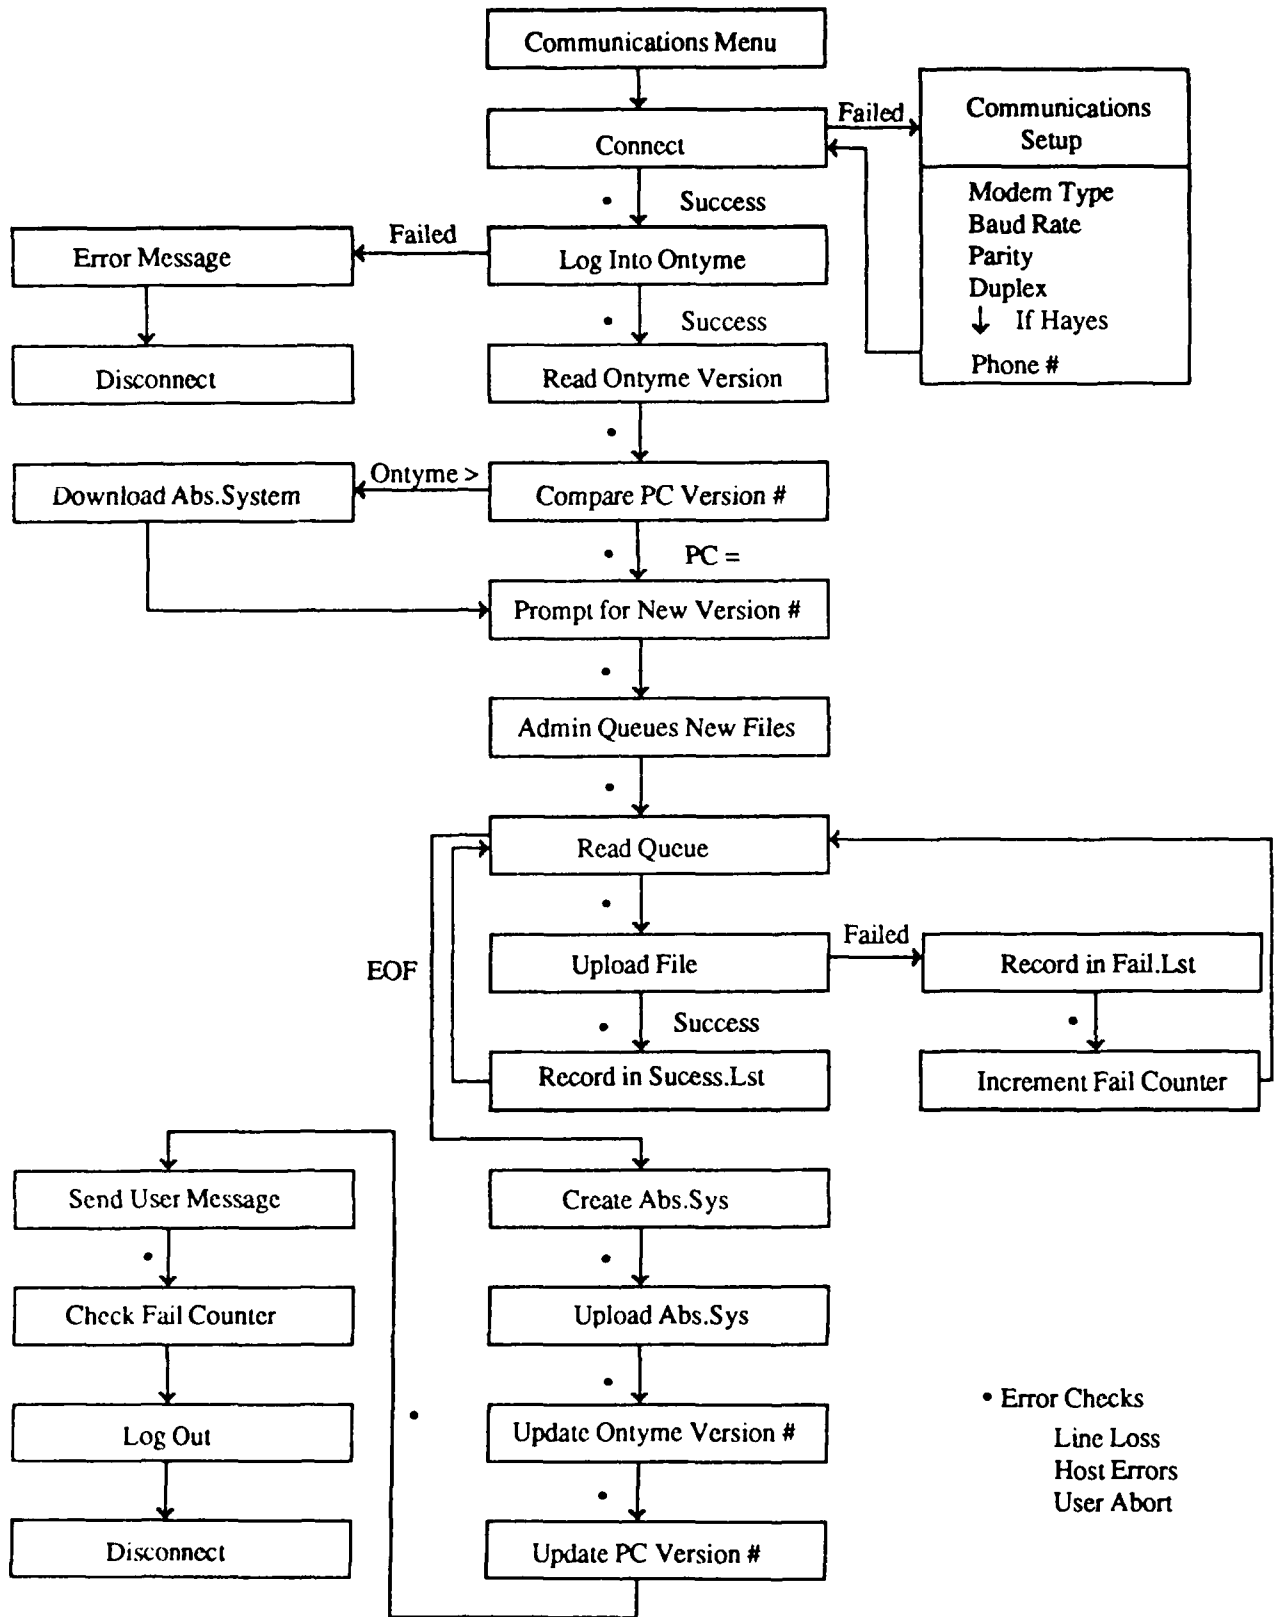 Communications Menu
Failed
Communications
Setup
Connect
Modem Type
Baud Rate
Parity
Duplex
If Hayes
Phone #
• Success
Failed
Error Message
Log Into Ontyme
• Success
Disconnect
Read Ontyme Version
•
Ontyme >
Download Abs.System
Compare PC Version #
• PC =
Prompt for New Version #
•
Admin Queues New Files
•
Read Queue
•
EOF
Failed
Upload File
Record in Fail.Lst
• Success
•
Record in Sucess.Lst
Increment Fail Counter
Send User Message
Create Abs.Sys
•
•
Check Fail Counter
Upload Abs.Sys
•
Log Out
•
Update Ontyme Version #
•
Disconnect
Update PC Version #
• Error Checks
Line Loss
Host Errors
User Abort